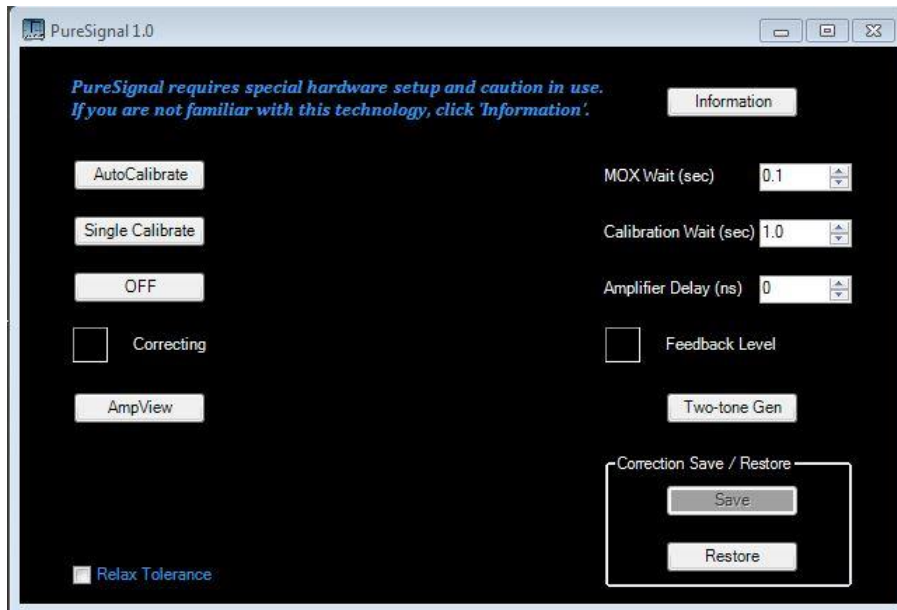 PureSignal 1.0
PureSignal requires special hardware setup and caution in use.
If you are not familiar with this technology, click 'Information'.
Information
AutoCalibrate
MOX Wait (sec) 0.1
Single Calibrate
Calibration Wait (sec) 1.0
OFF
Amplifier Delay (ns) 0
Correcting
Feedback Level
AmpView
Two-tone Gen
Correction Save / Restore
Save
Restore
Relax Tolerance